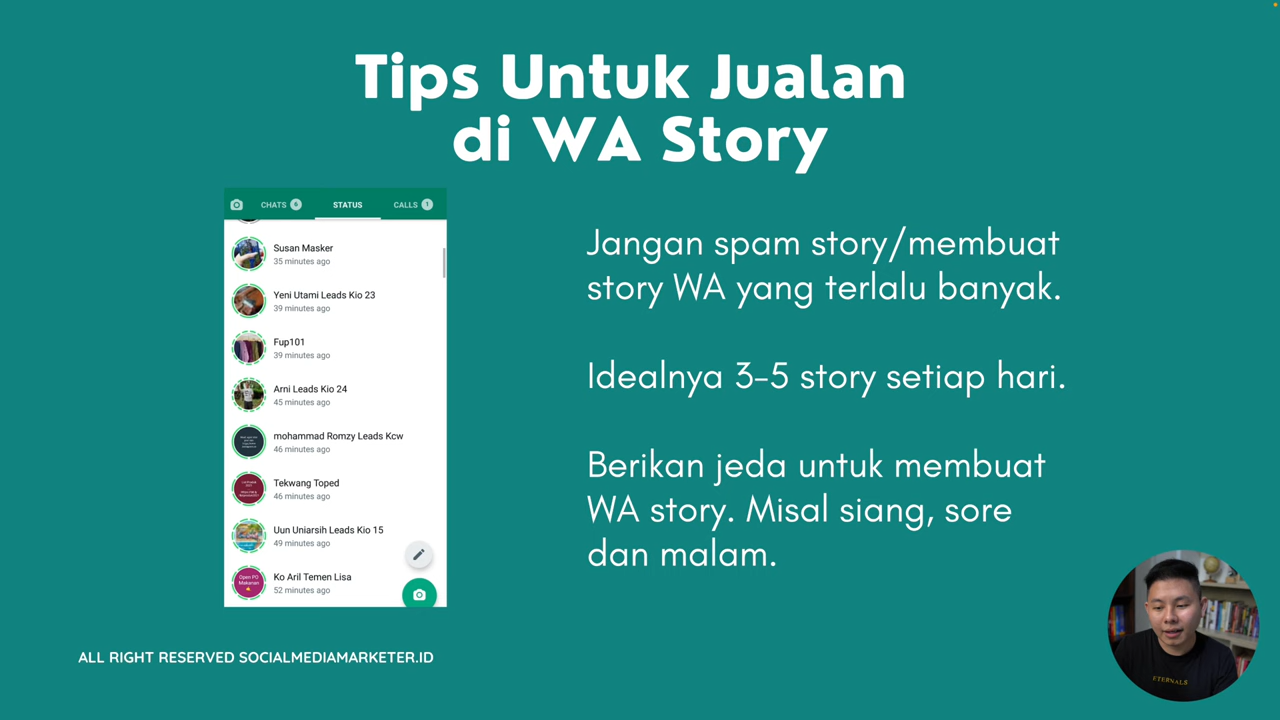 Tips Untuk Jualan
di WA Story
CHATS 6 STATUS CALLS 1
Susan Masker
35 minutes ago
Yeni Utami Leads Kio 23
39 minutes ago
Fup101
39 minutes ago
Arni Leads Kio 24
45 minutes ago
mohammad Romzy Leads Kcw
46 minutes ago
Tekwang Toped
46 minutes ago
Uun Uniarsih Leads Kio 15
49 minutes ago
Open PO
Makanan
Ko Aril Temen Lisa
52 minutes ago
Jangan spam story/membuat
story WA yang terlalu banyak.
Idealnya 3-5 story setiap hari.
Berikan jeda untuk membuat
WA story. Misal siang, sore
dan malam.
ALL RIGHT RESERVED SOCIALMEDIAMARKETER.ID
ETERNALS